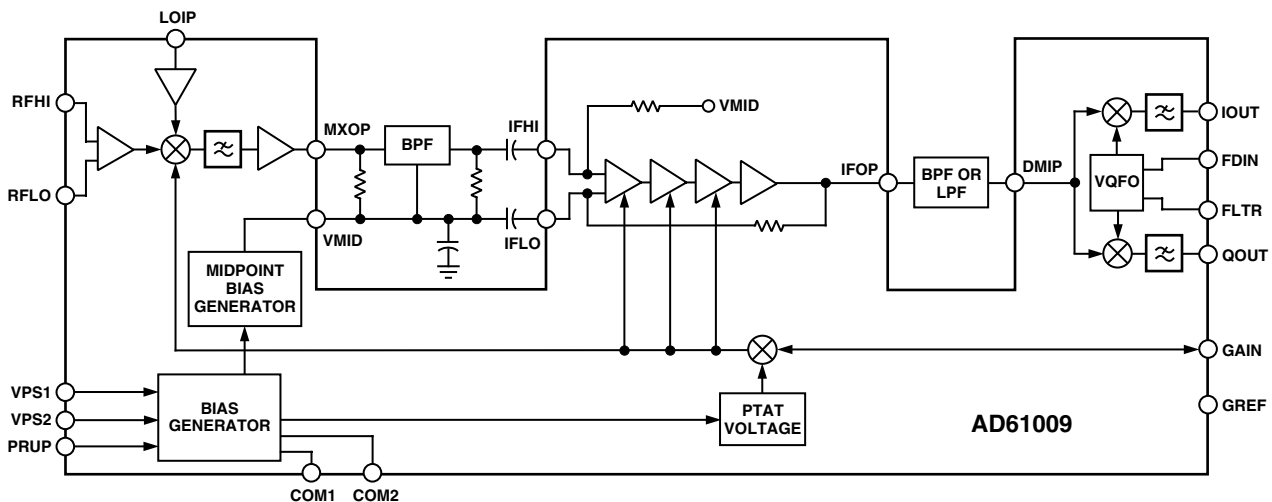 LOIP
RFHI
RFLO
MXOP
BPF
IFHI
VMID
VMID
IFLO
MIDPOINT
BIAS
GENERATOR
IFOP
BPF OR
LPF
DMIP
VQFO
IOUT
FDIN
FLTR
QOUT
GAIN
GREF
VPS1
VPS2
PRUP
BIAS
GENERATOR
PTAT
VOLTAGE
AD61009
COM1
COM2